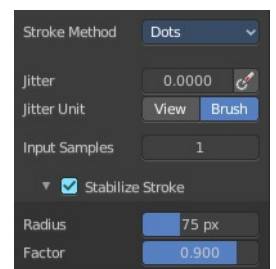 Stroke Method Dots
Jitter 0.0000
Jitter Unit View Brush
Input Samples 1
Stabilize Stroke
Radius 75 px
Factor 0.900